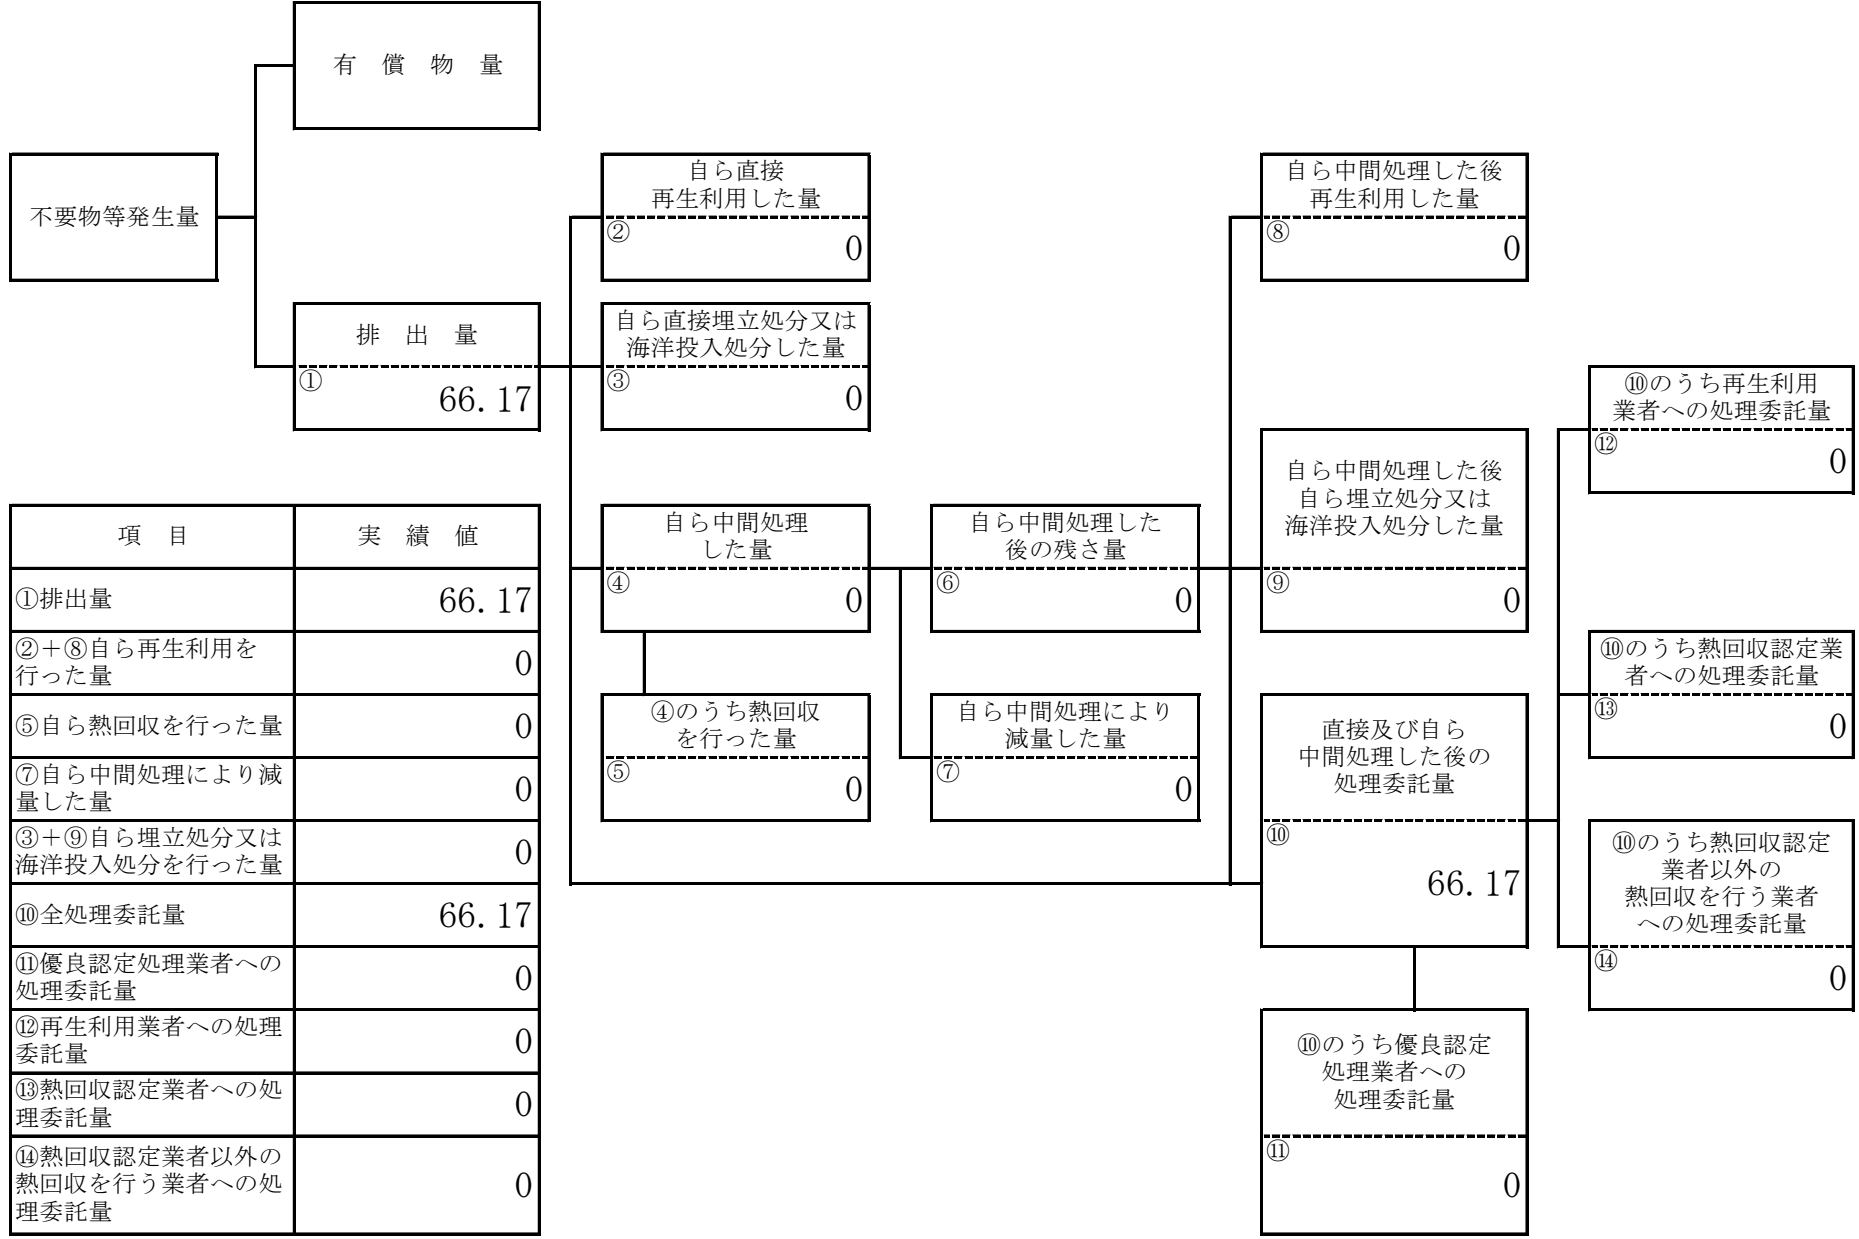 有 償 物 量
不要物等発生量
排 出 量
①
66.17
自ら直接
再生利用した量
②
0
自ら直接埋立処分又は
海洋投入処分した量
③
0
自ら中間処理
した量
④
0
④のうち熱回収
を行った量
⑤
0
自ら中間処理した
後の残さ量
⑥
0
自ら中間処理により
減量した量
⑦
0
自ら中間処理した後
再生利用した量
⑧
0
自ら中間処理した後
自ら埋立処分又は
海洋投入処分した量
⑨
0
直接及び自ら
中間処理した後の
処理委託量
⑩
66.17
⑩のうち優良認定
処理業者への
処理委託量
⑪
0
⑩のうち再生利用
業者への処理委託量
⑫
0
⑩のうち熱回収認定業
者への処理委託量
⑬
0
⑩のうち熱回収認定
業者以外の
熱回収を行う業者
への処理委託量
⑭
0
項 目 実 績 値
①排出量 66.17
②+⑧自ら再生利用を
行った量
0
⑤自ら熱回収を行った量 0
⑦自ら中間処理により減
量した量
0
③+⑨自ら埋立処分又は
海洋投入処分を行った量
0
⑩全処理委託量 66.17
⑪優良認定処理業者への
処理委託量
0
⑫再生利用業者への処理
委託量
0
⑬熱回収認定業者への処
理委託量
0
⑭熱回収認定業者以外の
熱回収を行う業者への処
理委託量
0